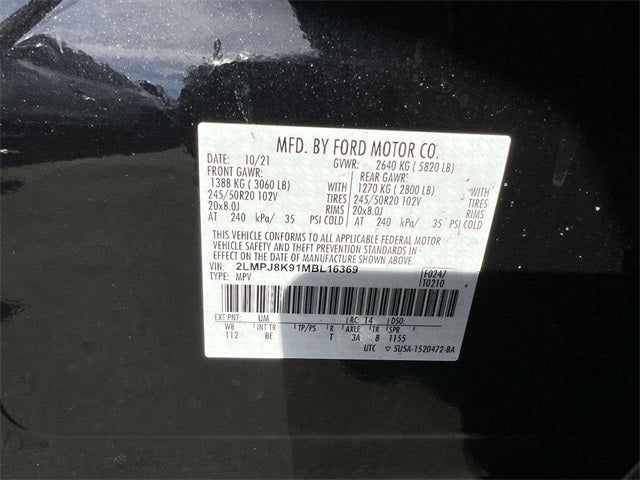 MFD. BY FORD MOTOR CO.
DATE: 10/21 GVWR: 2640 KG ( 5820 LB)
FRONT GAWR: REAR GAWR:
1388 KG ( 3060 LB) WITH 1270 KG ( 2800 LB) WITH
245/50R20 102V TIRES 245/50R20 102V TIRES
20x8.0J RIMS 20x8.0J RIMS
AT 240 kPa/ 35 PSI COLD AT 240 kPa/ 35 PSI COLD
THIS VEHICLE CONFORMS TO ALL APPLICABLE FEDERAL MOTOR
VEHICLE SAFETY AND THEFT PREVENTION STANDARDS IN
EFFECT ON THE DATE OF MANUFACTURE SHOWN ABOVE.
VIN: 2LMPJ8K91MBL16369 F0247
TYPE: MPV T0210
EXT PNT: UM RC: 14 DSO:
WB INT TR TP/PS R AXLE TR SPR
112 BE T 3A 8 1155
UTC ▽ SUSA-1520472-BA